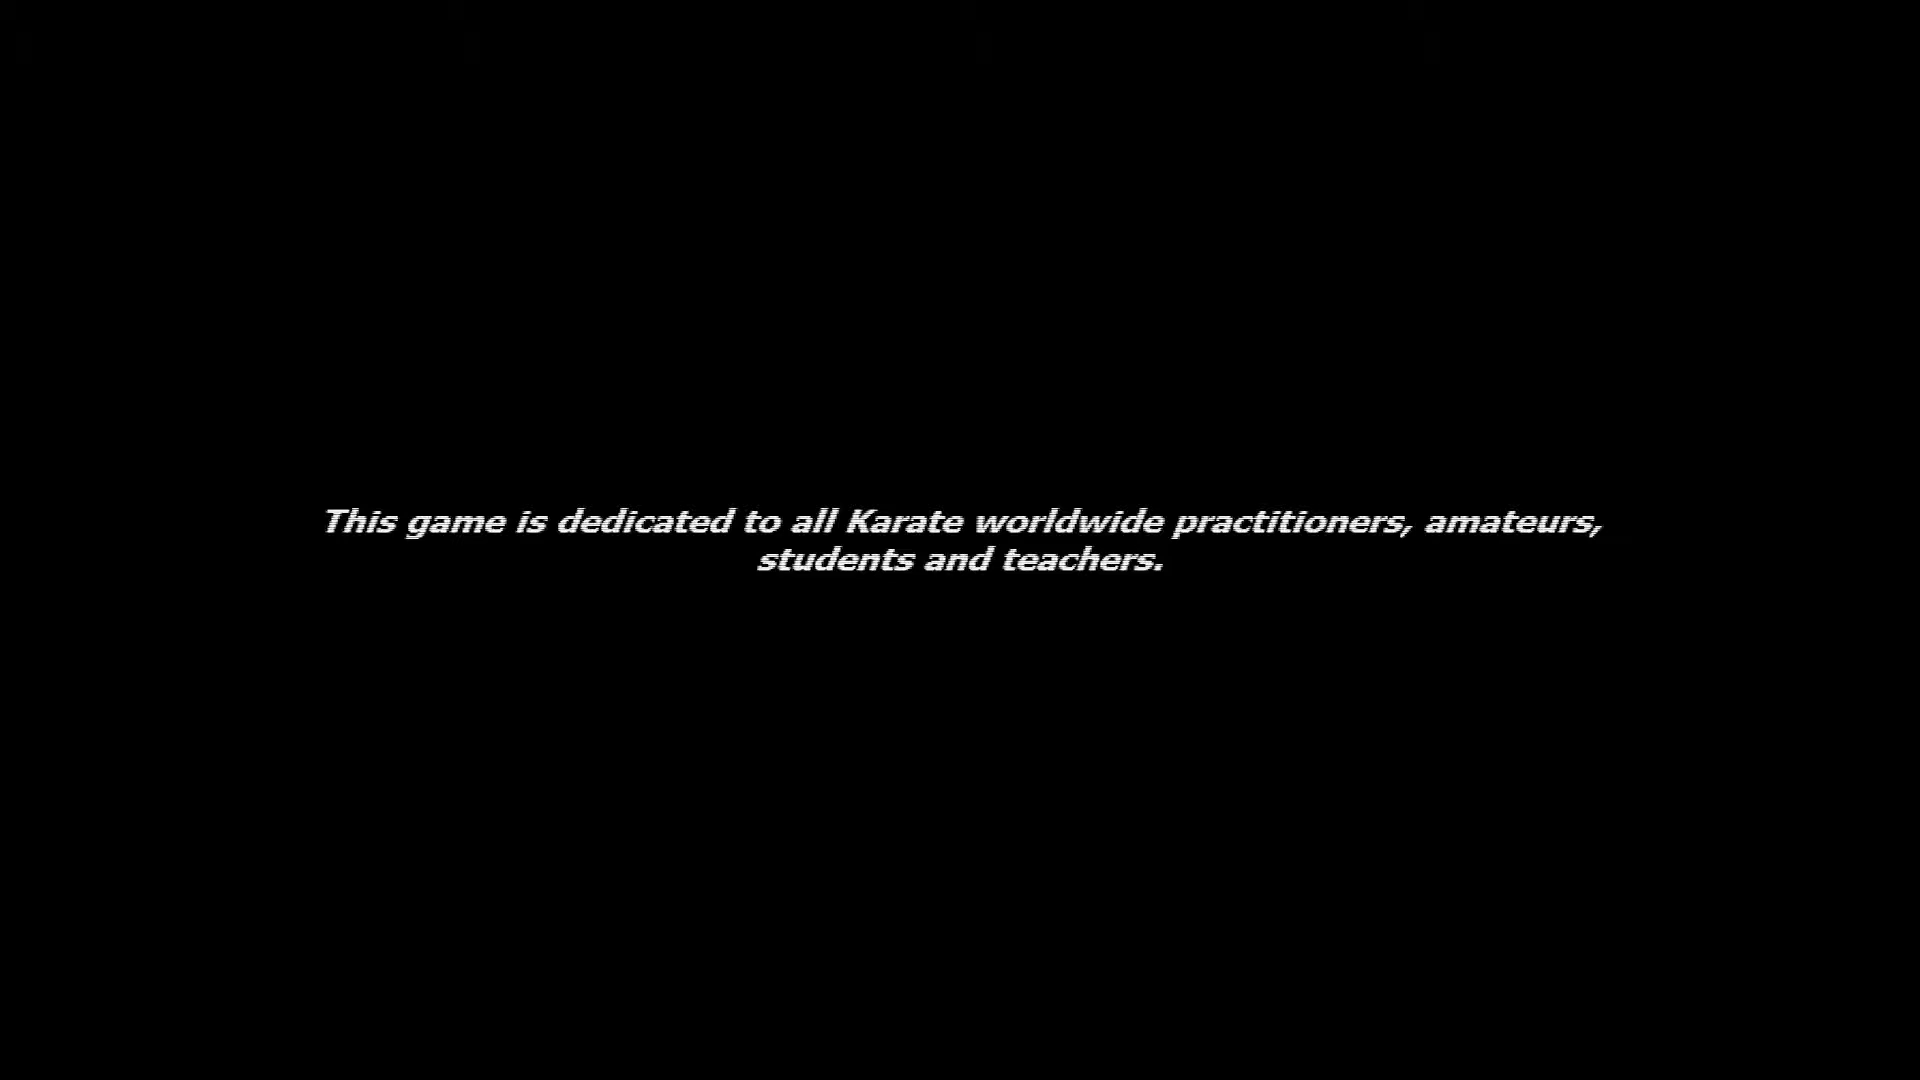 This game is dedicated to all Karate worldwide practitioners, amateurs,
students and teachers.